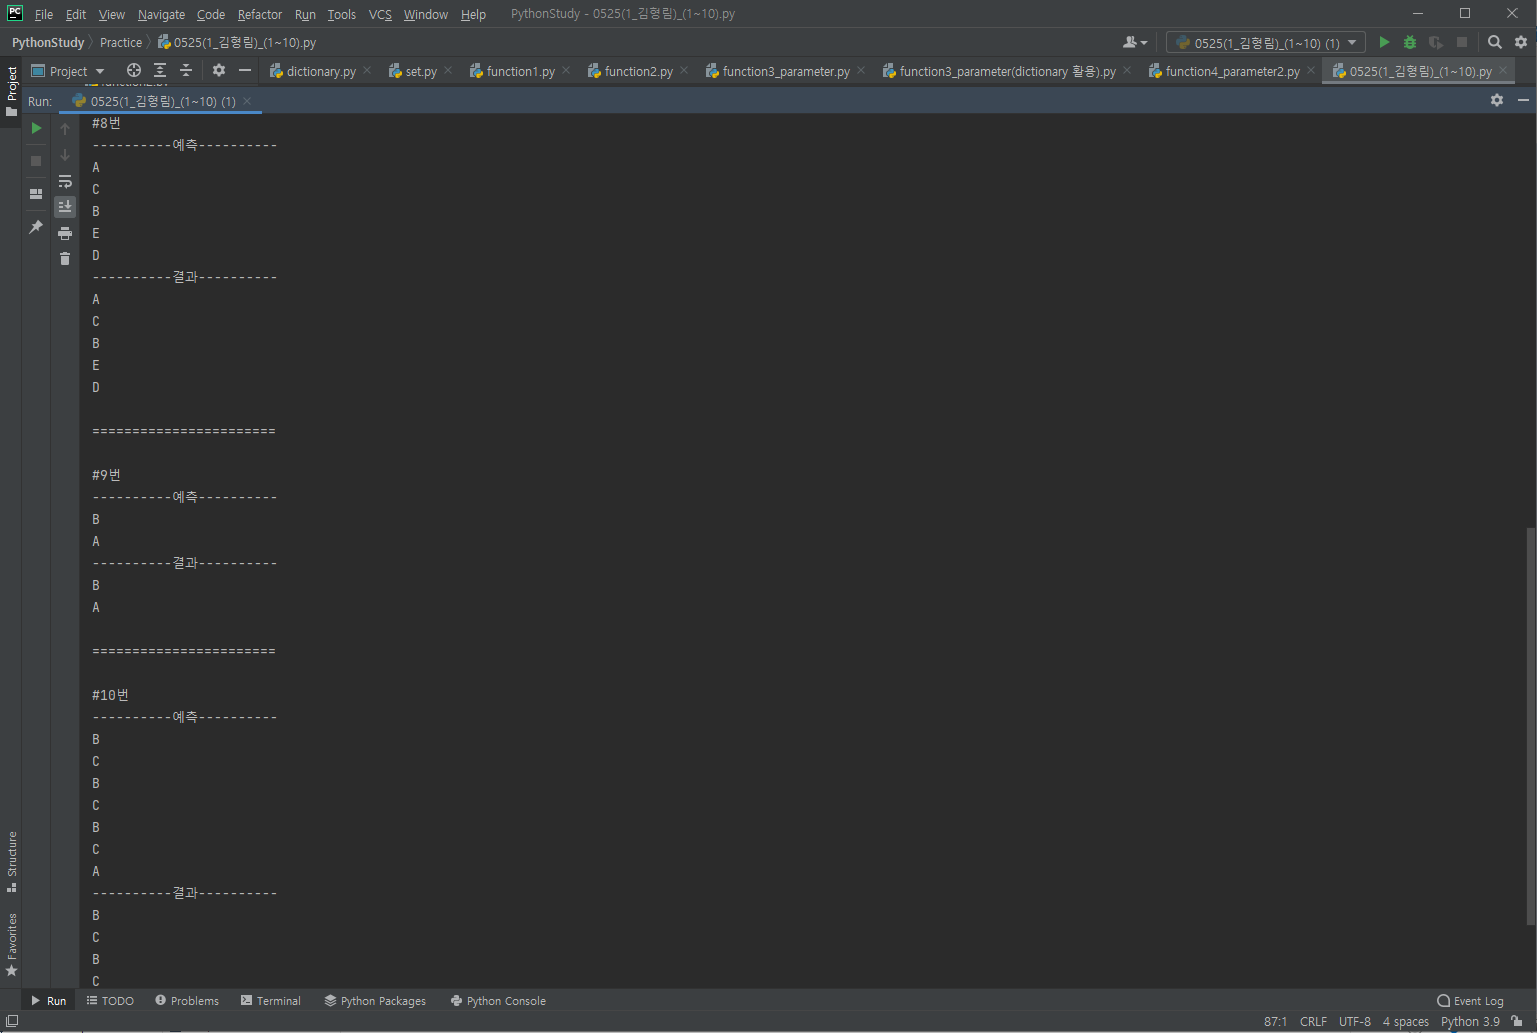 PC File Edit View Navigate Code Refactor Run Tools VCS Window Help PythonStudy - 0525(1_김형림)_(1~10).py
PythonStudy Practice 0525(1_김형림)_(1~10).py 0525(1_김형림)_(1~10) (1)
Project Project dictionary.py set.py function1.py function2.py function3_parameter.py function3_parameter(dictionary 활용).py function4_parameter2.py 0525(1_김형림)_(1~10).py
Run: 0525(1_김형림)_(1~10) (1)
#8번
----------예측----------
A
C
B
E
D
----------결과----------
A
C
B
E
D
=======================
#9번
----------예측----------
B
A
----------결과----------
B
A
=======================
#10번
----------예측----------
B
C
B
C
B
C
A
----------결과----------
B
C
B
C
Structure
Favorites
Run TODO Problems Terminal Python Packages Python Console Event Log
87:1 CRLF UTF-8 4 spaces Python 3.9